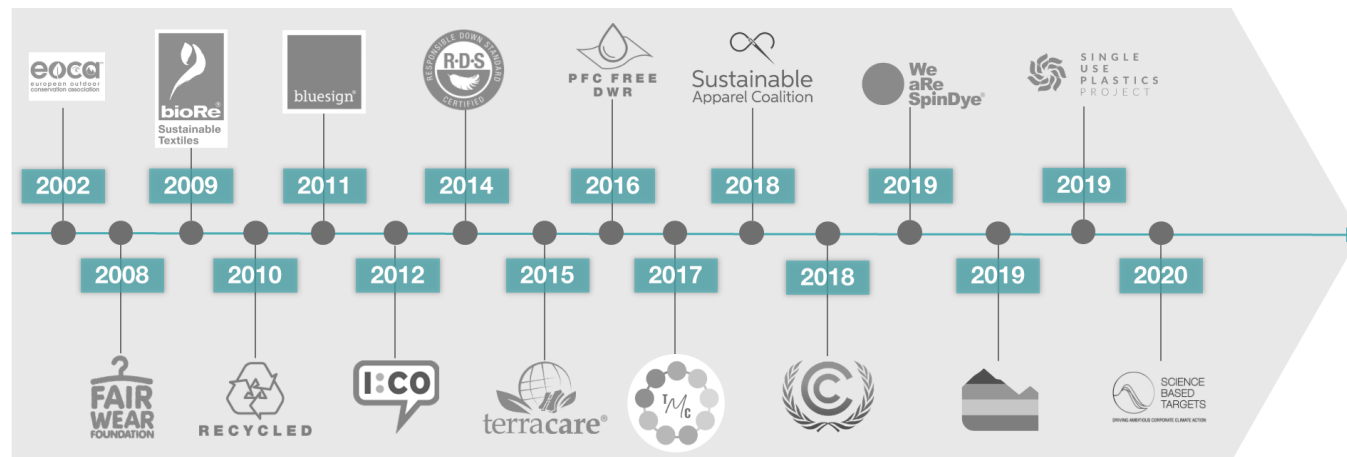 eoca
european outdoor
conservation association
2002
2008
FAIR
WEAR
FOUNDATION
bioRe®
Sustainable
Textiles
2009
2010
RECYCLED
bluesign®
2011
2012
I:CO
RESPONSIBLE DOWN STANDARD
R·D·S
CERTIFIED
2014
2015
terracare®
PFC FREE
DWR
2016
2017
TMC
Sustainable
Apparel Coalition
2018
2018
We
aRe
SpinDye®
2019
2019
SINGLE
USE
PLASTICS
PROJECT
2019
2020
SCIENCE
BASED
TARGETS
DRIVING AMBITIOUS CORPORATE CLIMATE ACTION